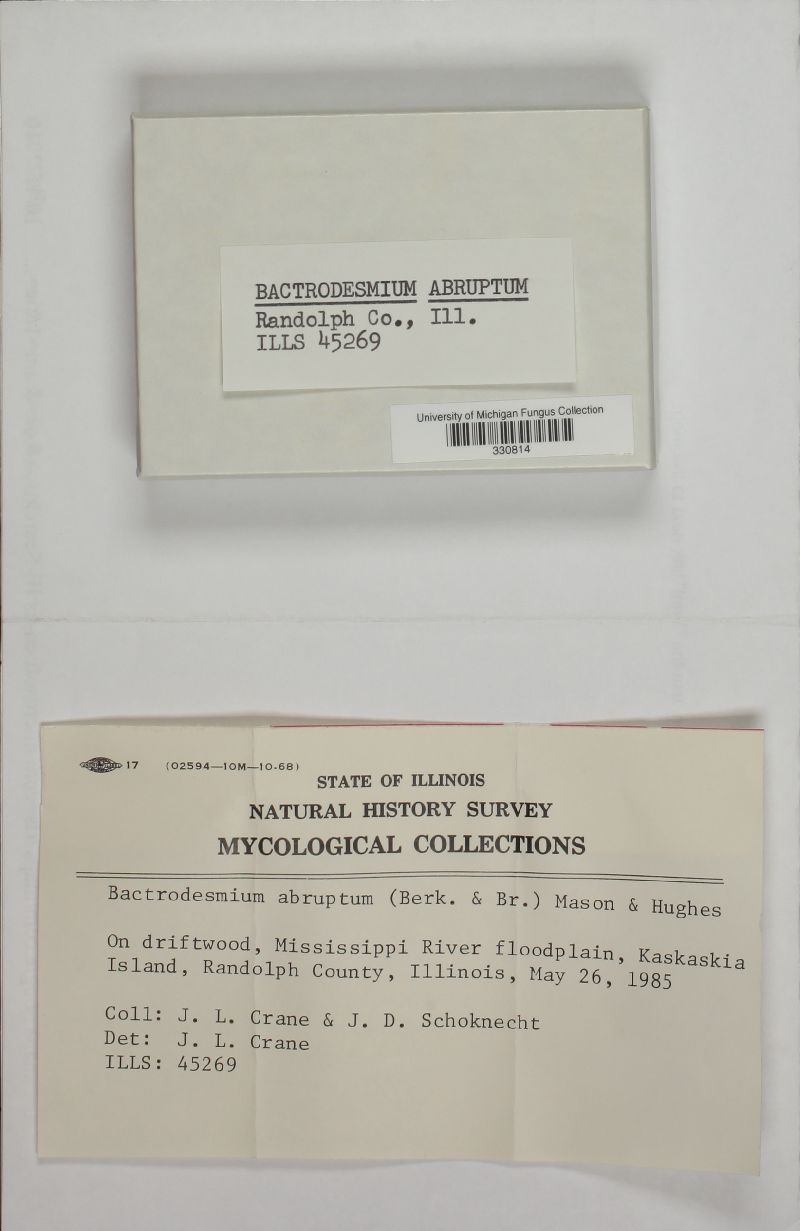 BACTRODESMIUM ABRUPTUM
Randolph Co., Ill.
ILLS 45269
University of Michigan Fungus Collection
330814
17 (02594—10M—10-68)
STATE OF ILLINOIS
NATURAL HISTORY SURVEY
MYCOLOGICAL COLLECTIONS
Bactrodesmium abruptum (Berk. & Br.) Mason & Hughes
On driftwood, Mississippi River floodplain, Kaskaskia
Island, Randolph County, Illinois, May 26, 1985
Coll: J. L. Crane & J. D. Schoknecht
Det: J. L. Crane
ILLS: 45269